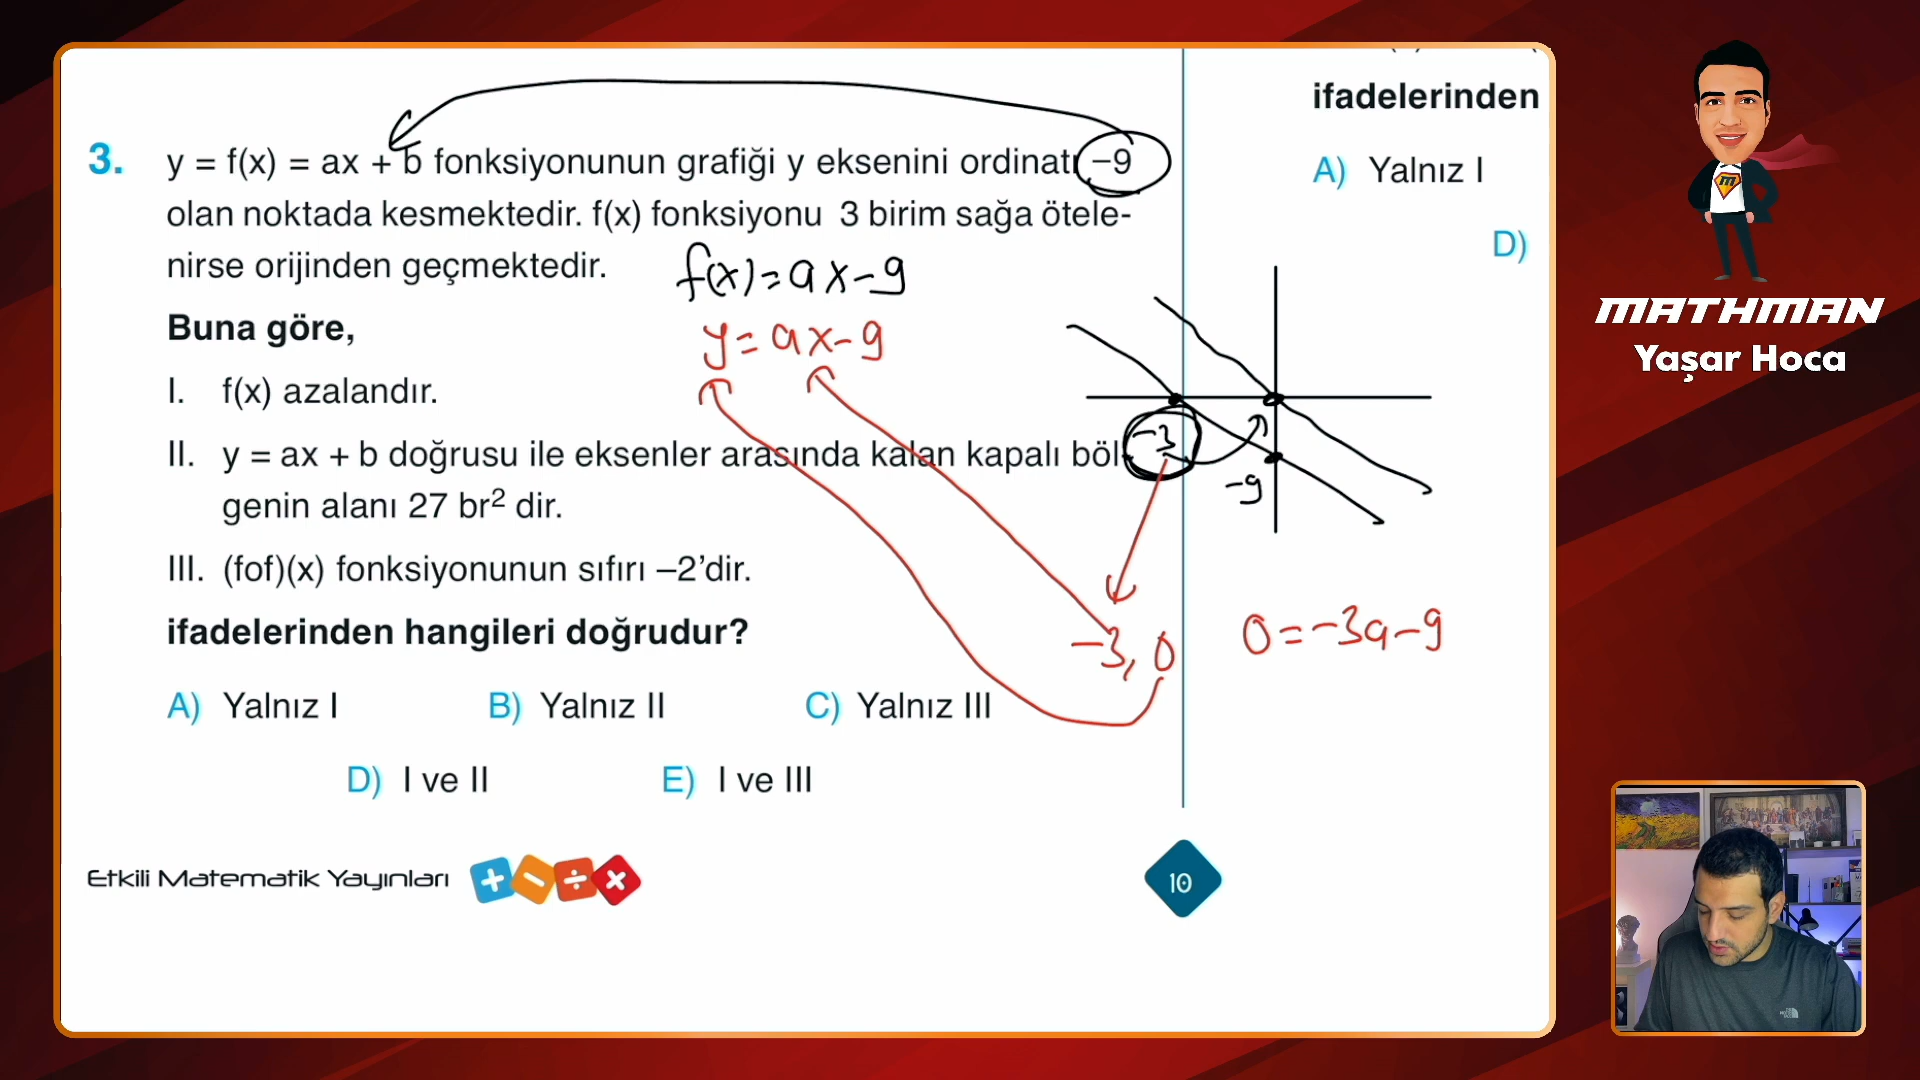 3. y = f(x) = ax + b fonksiyonunun grafiği y eksenini ordinatı −9
olan noktada kesmektedir. f(x) fonksiyonu 3 birim sağa ötele-
nirse orijinden geçmektedir.
f(x)=ax−9
y=ax−9
Buna göre,
I. f(x) azalandır.
II. y = ax + b doğrusu ile eksenler arasında kalan kapalı böl-
genin alanı 27 br² dir.
III. (fof)(x) fonksiyonunun sıfırı −2’dir.
ifadelerinden hangileri doğrudur?
A) Yalnız I B) Yalnız II C) Yalnız III
D) I ve II E) I ve III
Etkili Matematik Yayınları
+ − ÷ ×
10
ifadelerinden
A) Yalnız I
D)
−3
−9
−3, 0
0=−3a−9
m
MATHMAN
Yaşar Hoca